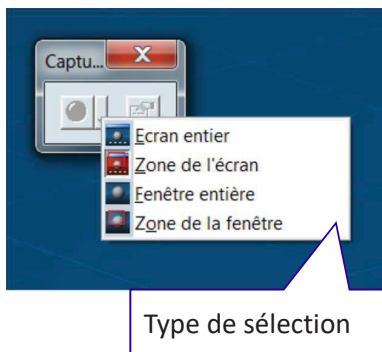 Captu...
Ecran entier
Zone de l'écran
Fenêtre entière
Zone de la fenêtre
Type de sélection